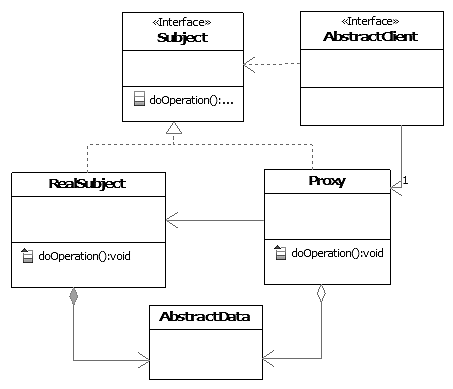 «Interface»
Subject
doOperation():...
«Interface»
AbstractClient
1
RealSubject
doOperation():void
Proxy
doOperation():void
AbstractData